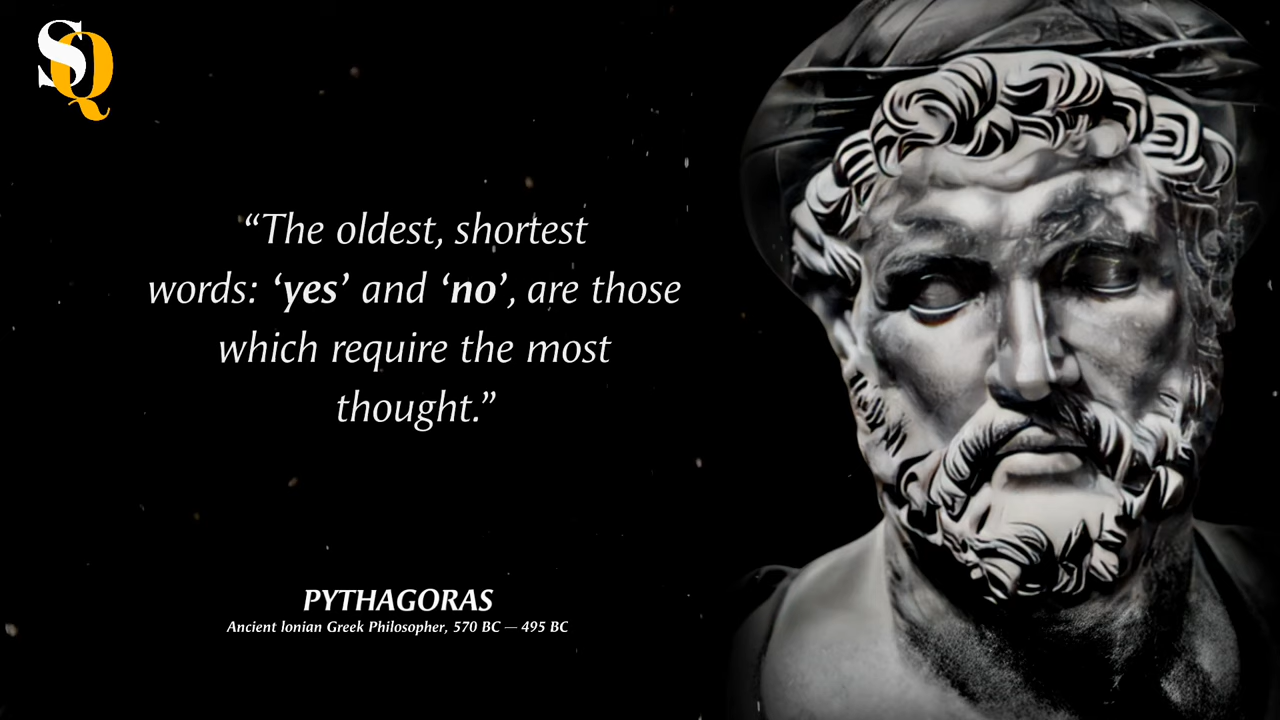 SQ
“The oldest, shortest
words: ‘yes’ and ‘no’, are those
which require the most
thought.”
PYTHAGORAS
Ancient Ionian Greek Philosopher, 570 BC — 495 BC